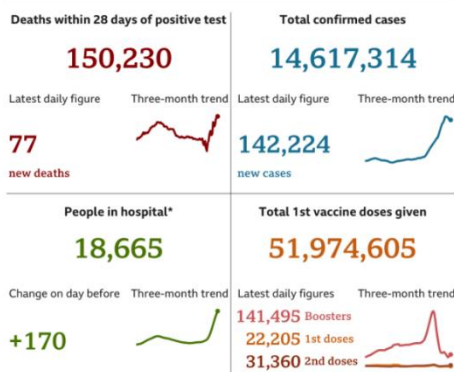 Deaths within 28 days of positive test
150,230
Latest daily figure
Three-month trend
77
new deaths
Total confirmed cases
14,617,314
Latest daily figure
Three-month trend
142,224
new cases
People in hospital*
18,665
Change on day before
Three-month trend
+170
Total 1st vaccine doses given
51,974,605
Latest daily figures
Three-month trend
141,495 Boosters
22,205 1st doses
31,360 2nd doses